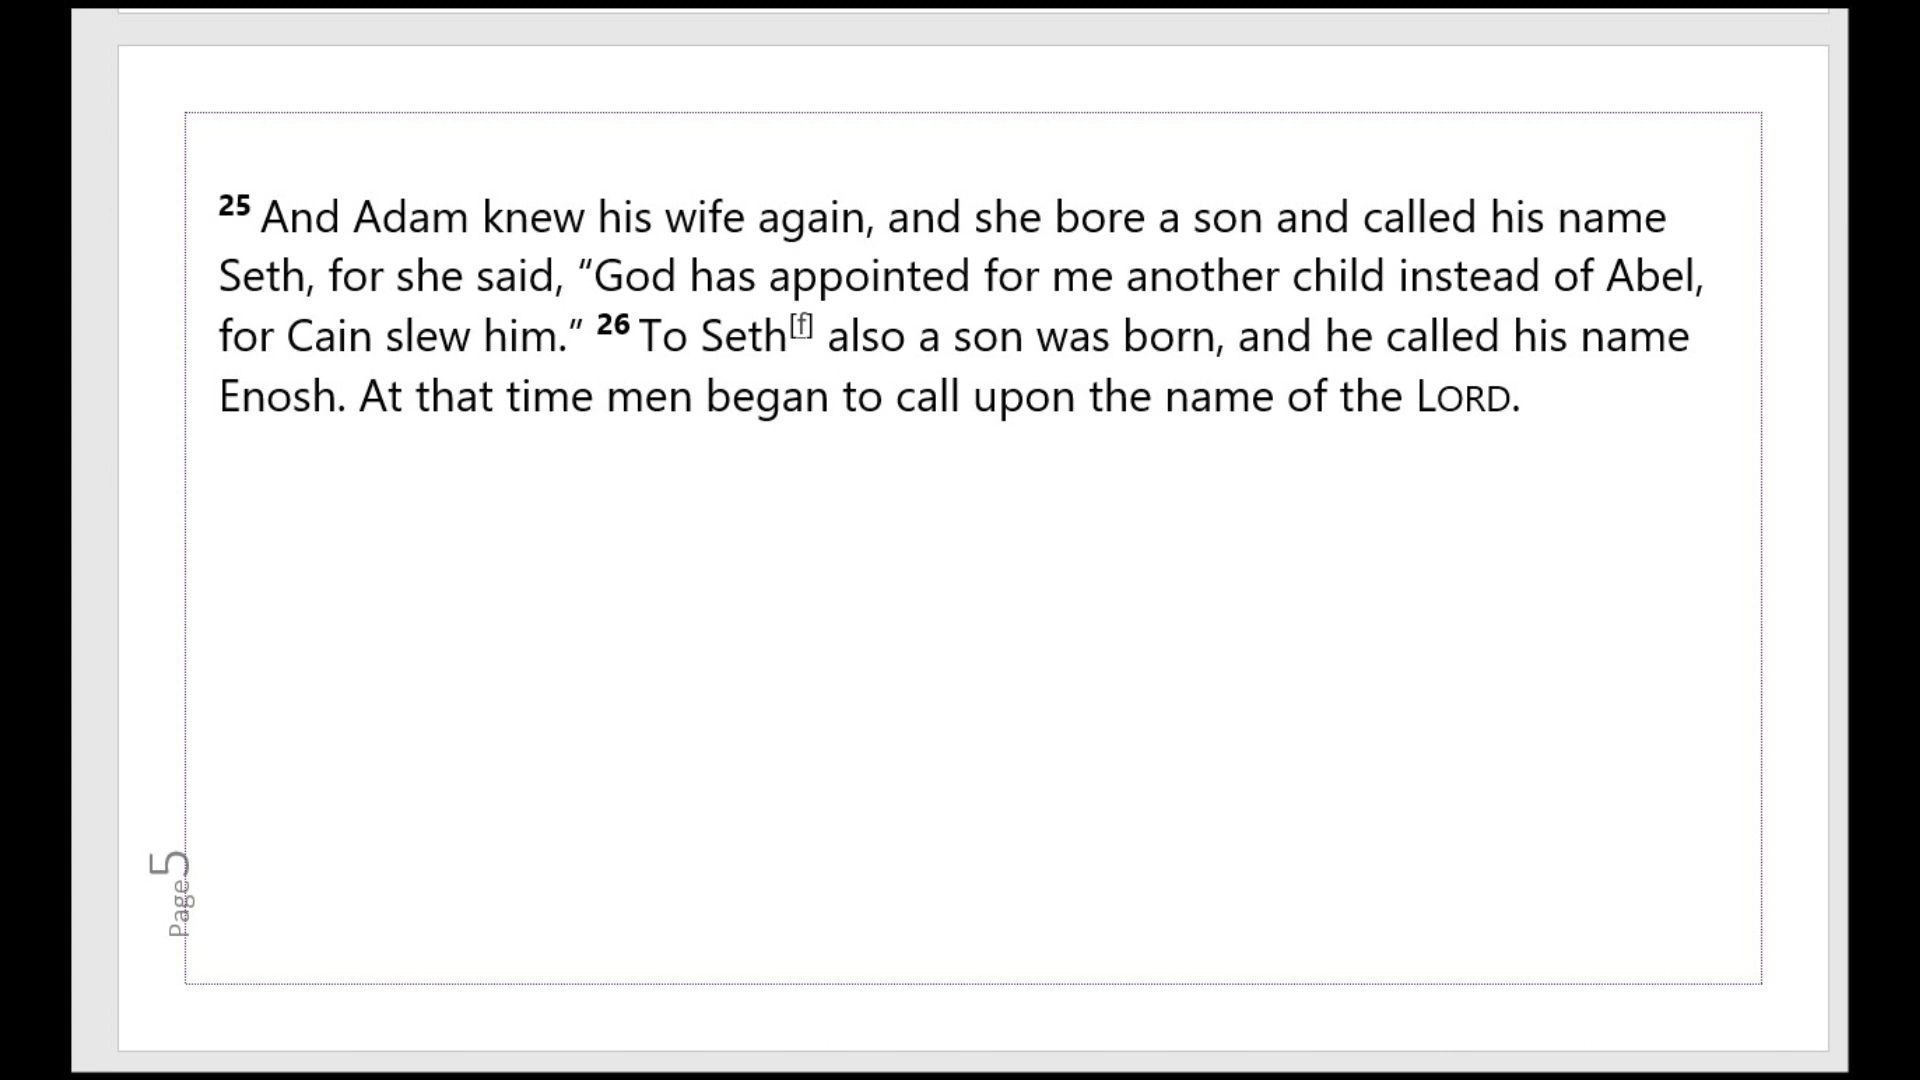 25 And Adam knew his wife again, and she bore a son and called his name
Seth, for she said, “God has appointed for me another child instead of Abel,
for Cain slew him.” 26 To Seth[f] also a son was born, and he called his name
Enosh. At that time men began to call upon the name of the LORD.
Page5